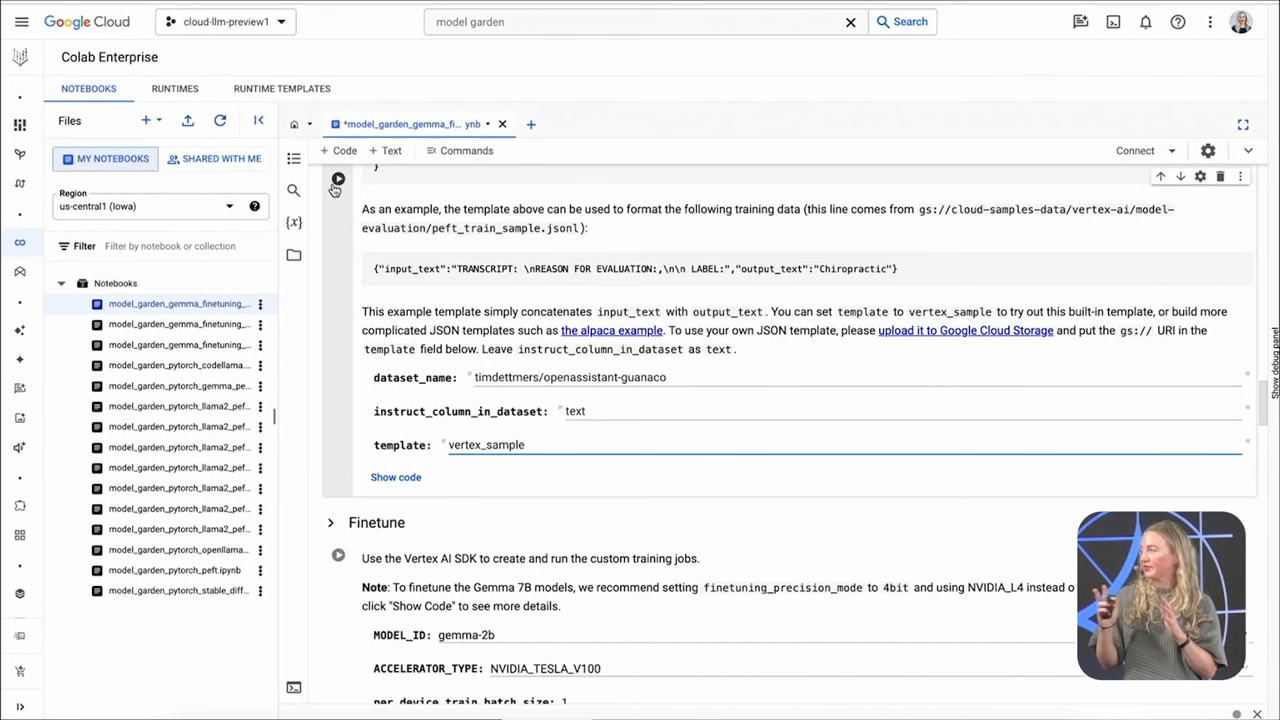 Google Cloud
cloud-llm-preview1
model garden
Search
Colab Enterprise
NOTEBOOKS
RUNTIMES
RUNTIME TEMPLATES
Files
*model_garden_gemma_fi... ynb
MY NOTEBOOKS
SHARED WITH ME
+ Code
+ Text
Commands
Connect
Region
us-central1 (Iowa)
Filter
Filter by notebook or collection
Notebooks
model_garden_gemma_finetuning_...
model_garden_gemma_finetuning_...
model_garden_gemma_finetuning_...
model_garden_pytorch_codellama...
model_garden_pytorch_gemma_pe...
model_garden_pytorch_llama2_pef...
model_garden_pytorch_llama2_pef...
model_garden_pytorch_llama2_pef...
model_garden_pytorch_llama2_pef...
model_garden_pytorch_llama2_pef...
model_garden_pytorch_llama2_pef...
model_garden_pytorch_llama2_pef...
model_garden_pytorch_openllama...
model_garden_pytorch_peft.ipynb
model_garden_pytorch_stable_diff...
}
As an example, the template above can be used to format the following training data (this line comes from gs://cloud-samples-data/vertex-ai/model-
evaluation/peft_train_sample.jsonl):
{"input_text":"TRANSCRIPT: \nREASON FOR EVALUATION:,\n\n LABEL:","output_text":"Chiropractic"}
This example template simply concatenates input_text with output_text. You can set template to vertex_sample to try out this built-in template, or build more
complicated JSON templates such as the alpaca example. To use your own JSON template, please upload it to Google Cloud Storage and put the gs:// URI in the
template field below. Leave instruct_column_in_dataset as text.
dataset_name: "timdettmers/openassistant-guanaco"
instruct_column_in_dataset: "text"
template: "vertex_sample"
Show code
Finetune
Use the Vertex AI SDK to create and run the custom training jobs.
Note: To finetune the Gemma 7B models, we recommend setting finetuning_precision_mode to 4bit and using NVIDIA_L4 instead o
click "Show Code" to see more details.
MODEL_ID: gemma-2b
ACCELERATOR_TYPE: NVIDIA_TESLA_V100
per_device_train_batch_size: 1
Show debug panel